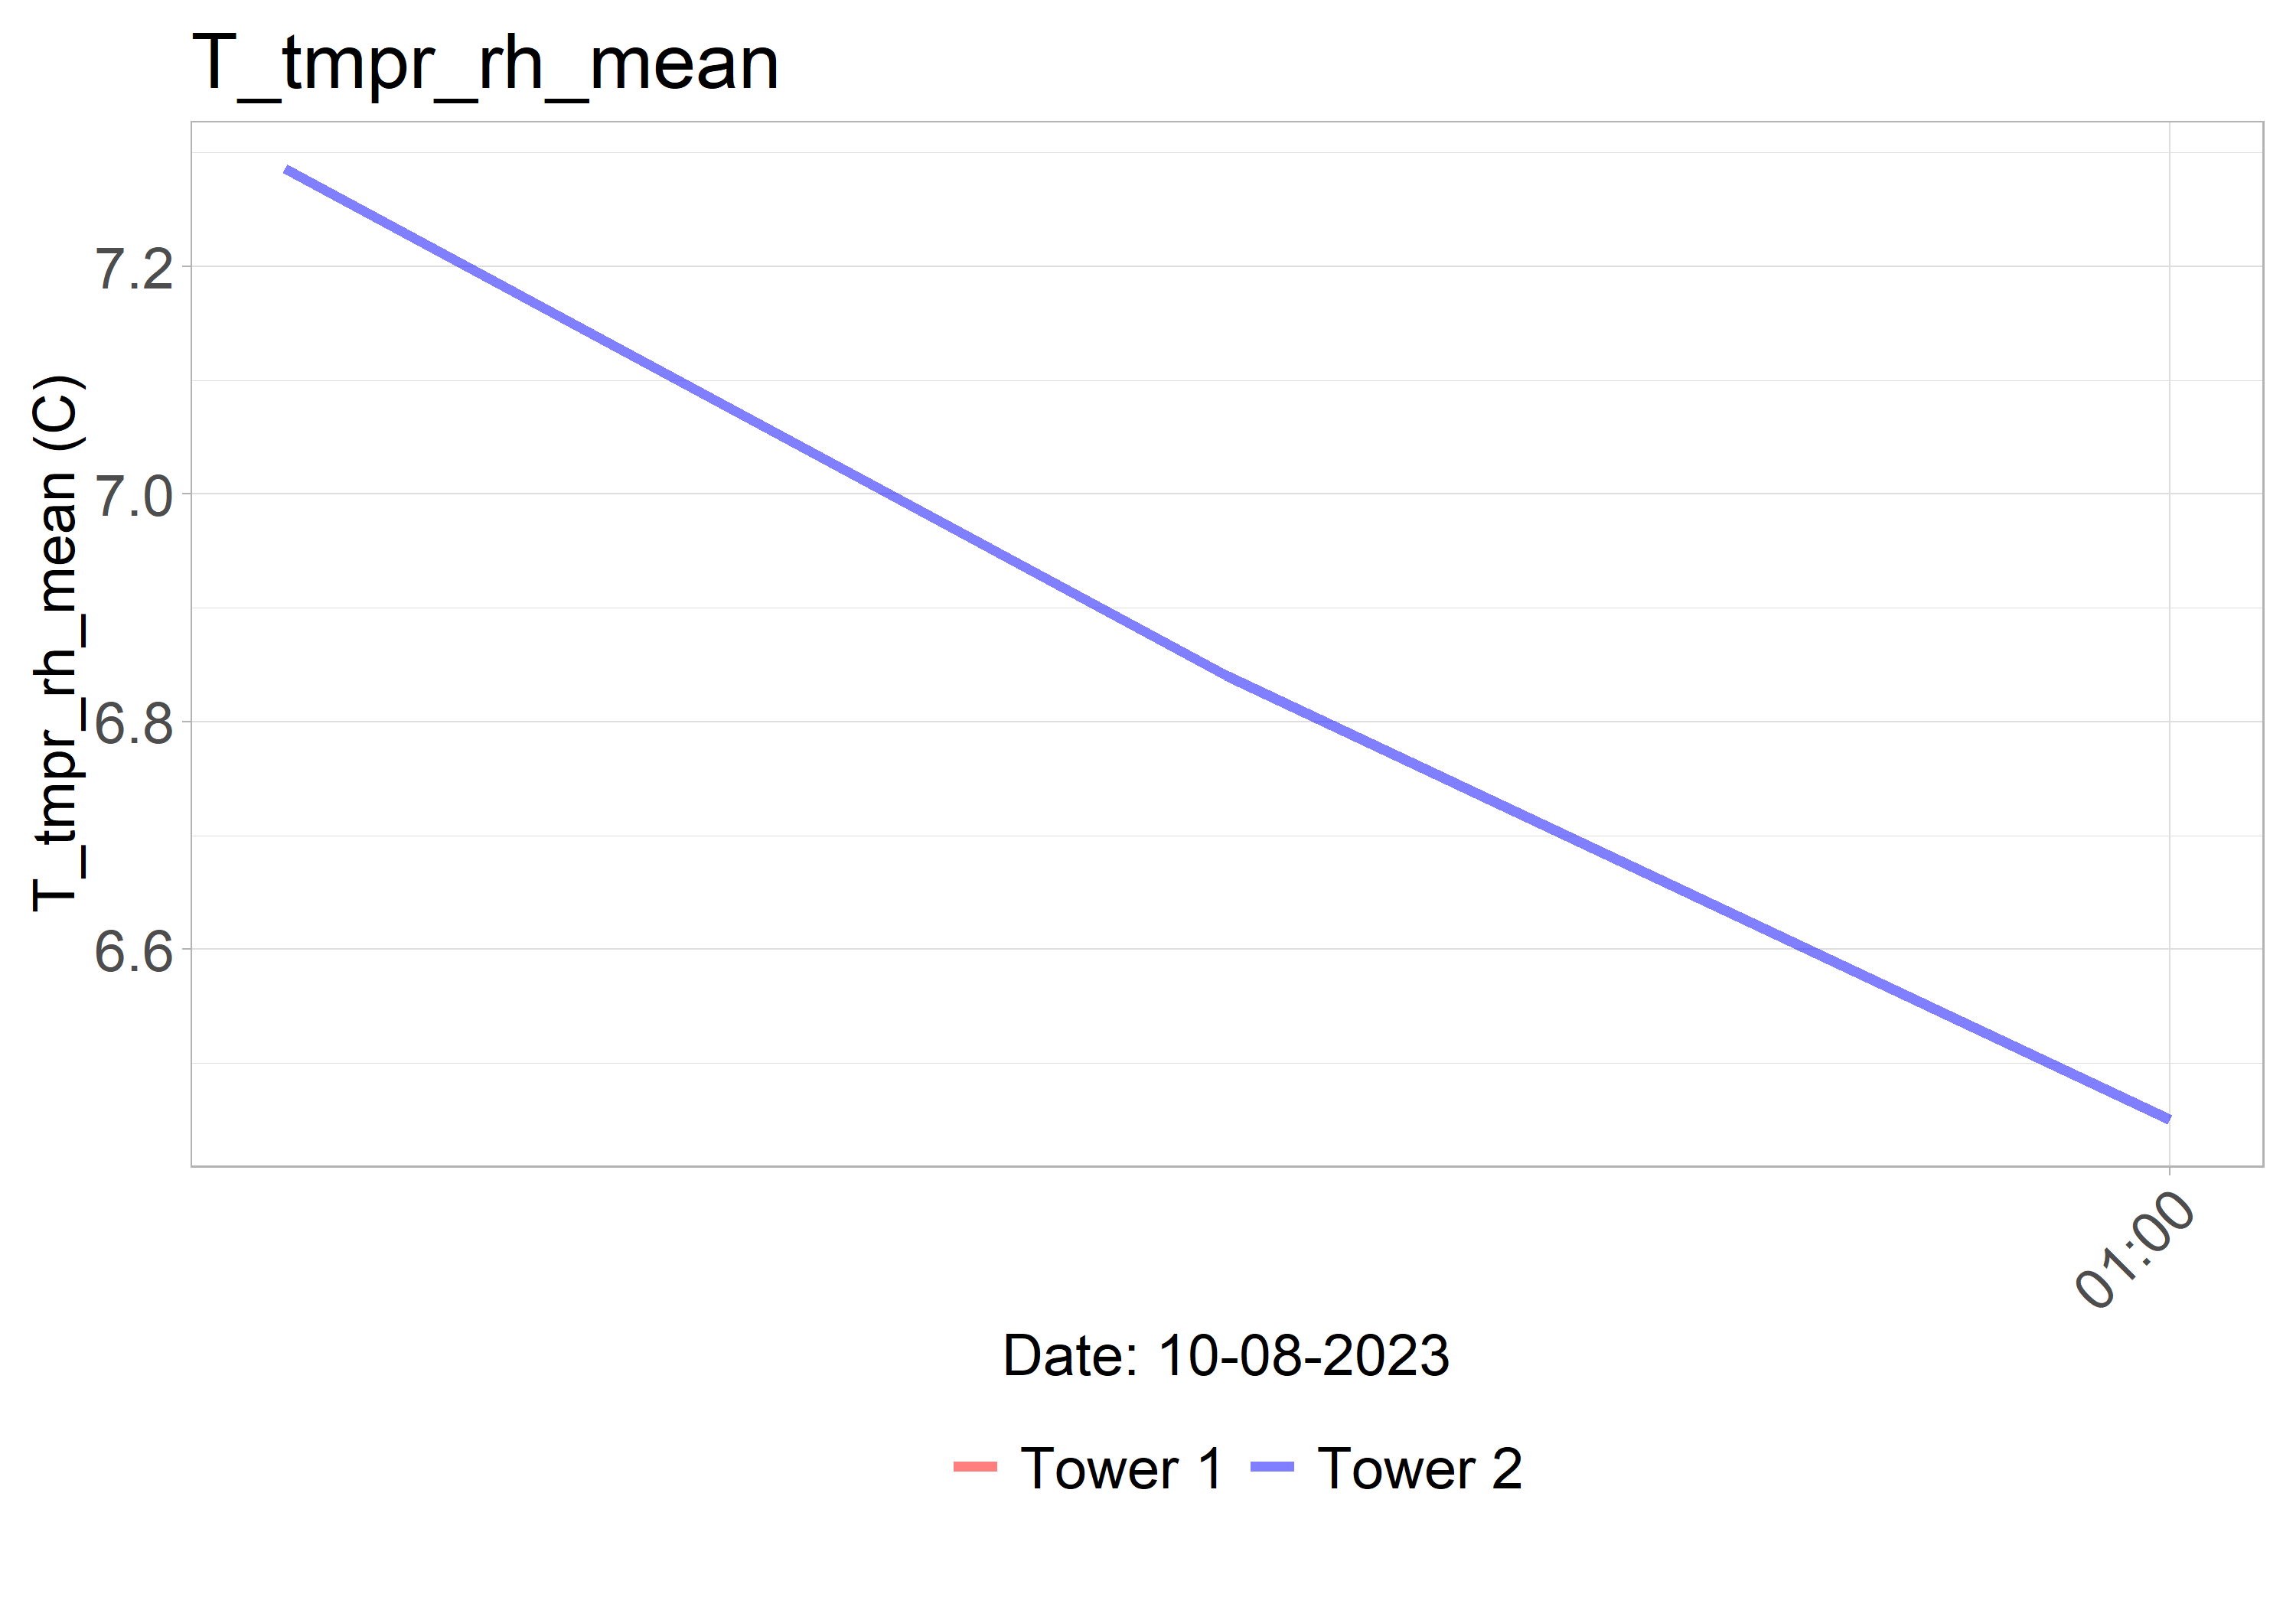 T_tmpr_rh_mean
T_tmpr_rh_mean (C)
7.2
7.0
6.8
6.6
01:00
Date: 10-08-2023
Tower 1 Tower 2